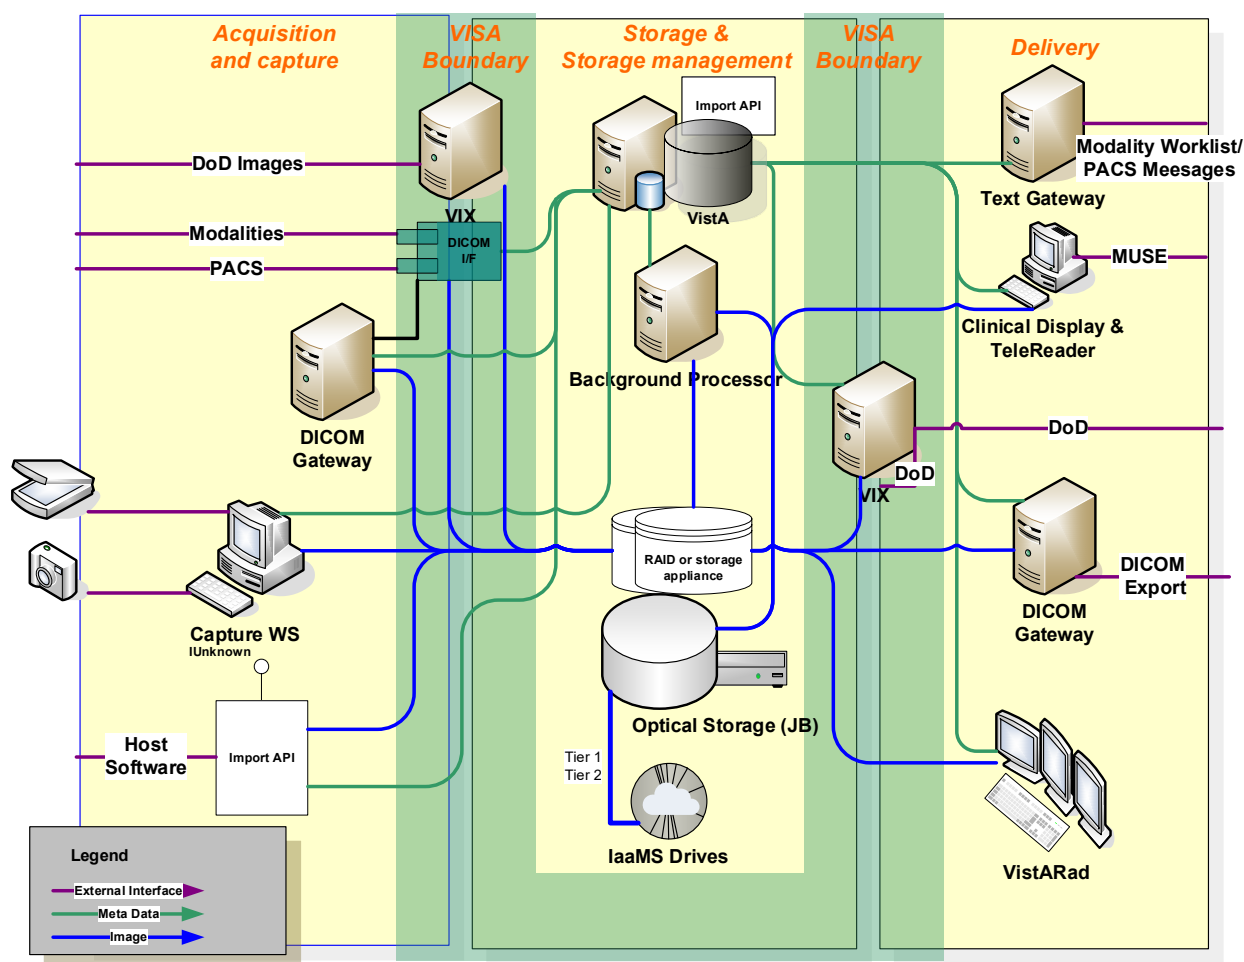 Acquisition
and capture
VISA
Boundary
Storage &
Storage management
VISA
Boundary
Delivery
Import API
DoD Images
VIX
Modalities
DICOM
I/F
PACS
VistA
Modality Worklist/
PACS Meesages
Text Gateway
MUSE
Clinical Display &
TeleReader
Background Processor
DICOM
Gateway
DoD
DoD
VIX
RAID or storage
appliance
DICOM
Export
DICOM
Gateway
Capture WS
IUnknown
Optical Storage (JB)
Host
Software
Import API
Tier 1
Tier 2
IaaMS Drives
VistARad
Legend
External Interface
Meta Data
Image